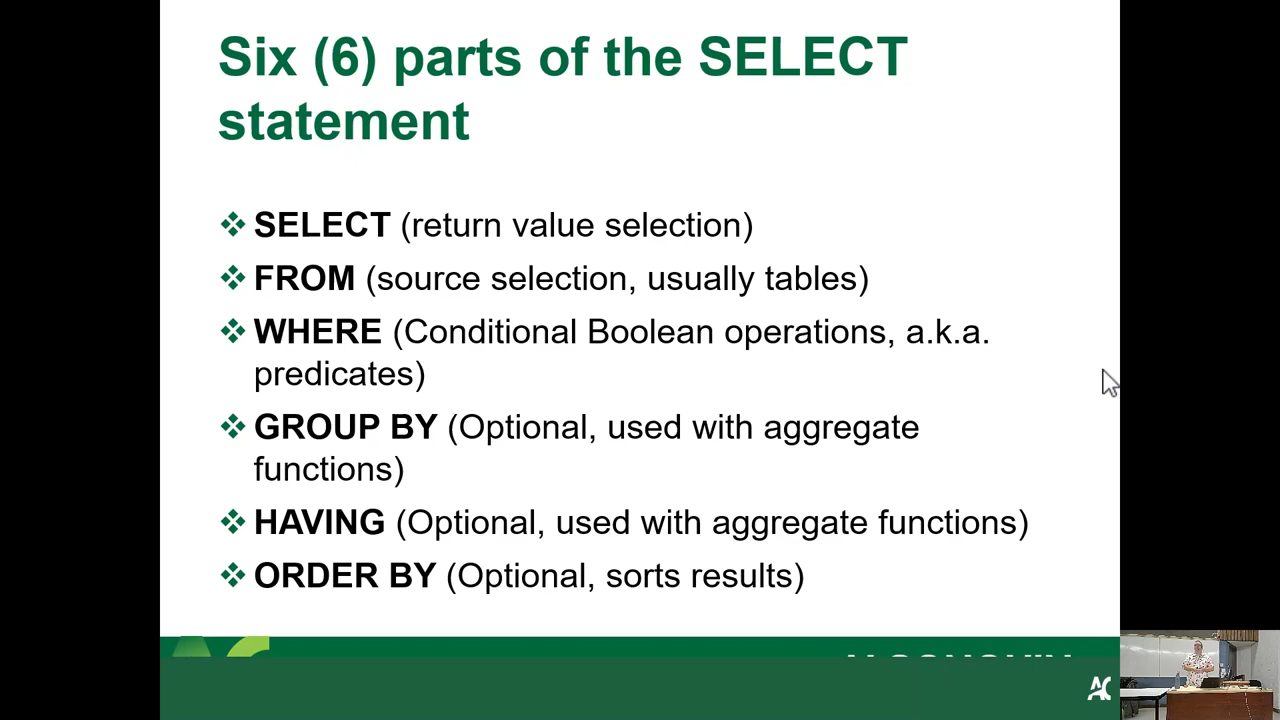 Six (6) parts of the SELECT
statement
❖ SELECT (return value selection)
❖ FROM (source selection, usually tables)
❖ WHERE (Conditional Boolean operations, a.k.a.
predicates)
❖ GROUP BY (Optional, used with aggregate
functions)
❖ HAVING (Optional, used with aggregate functions)
❖ ORDER BY (Optional, sorts results)
ALGONQUIN
AC